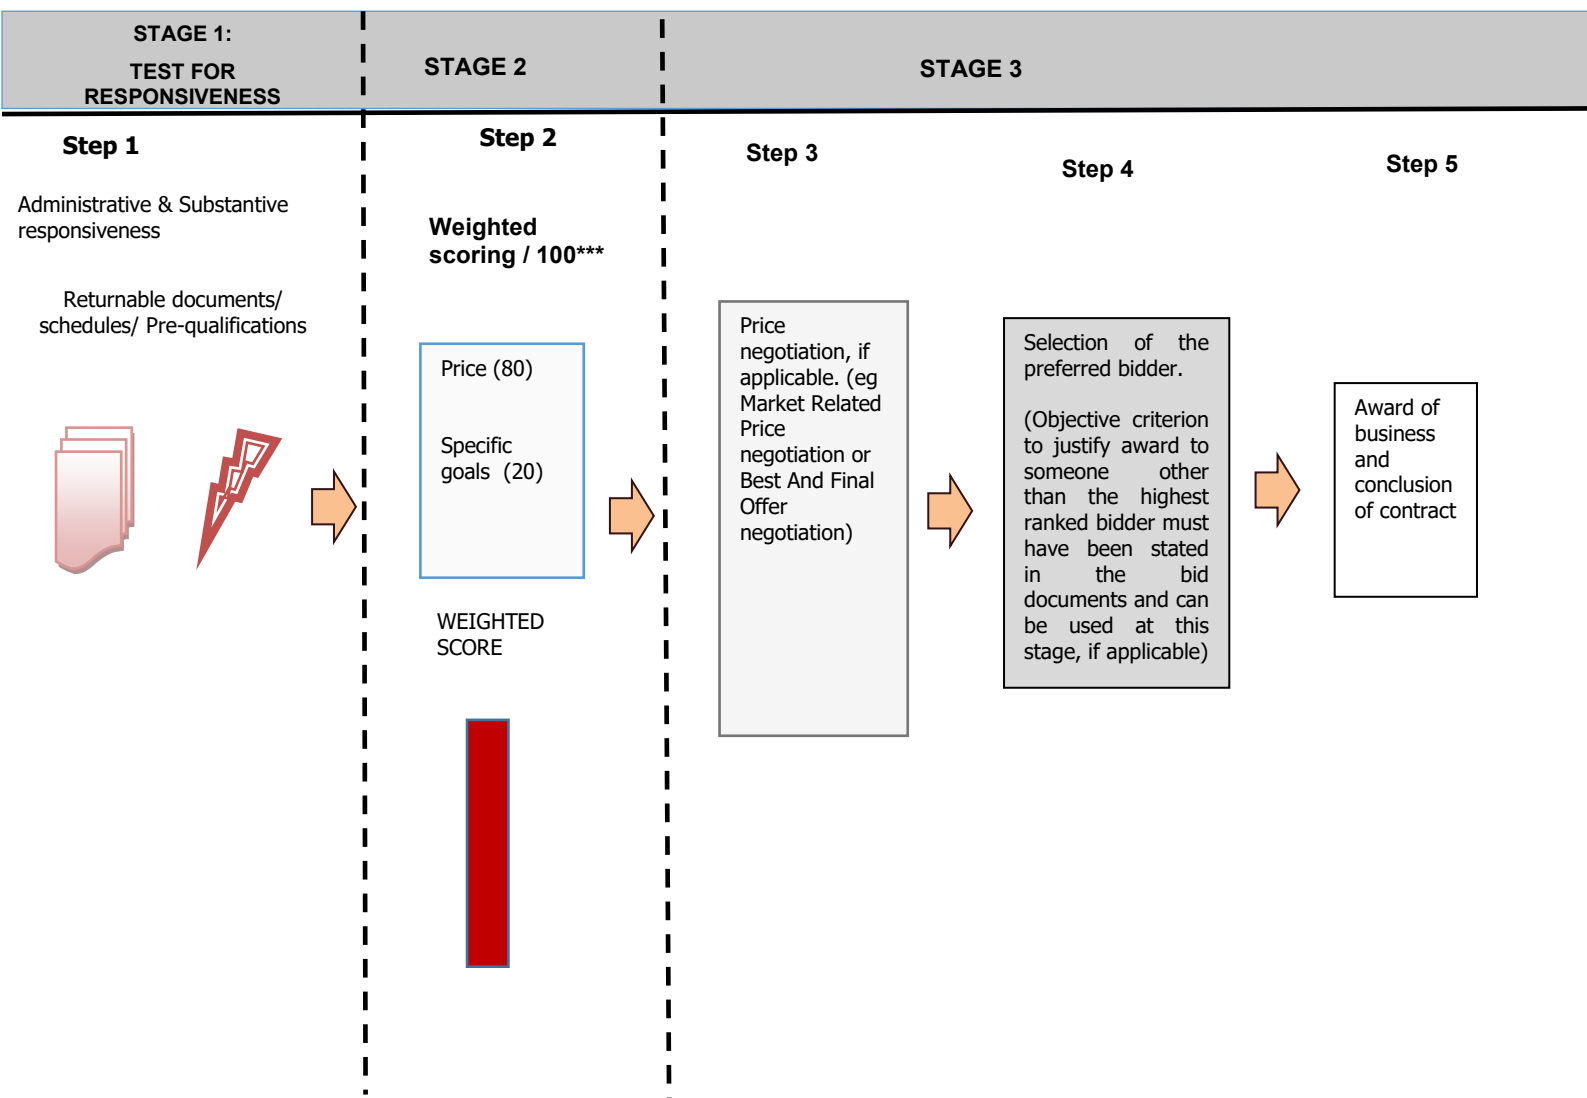 STAGE 1:
TEST FOR
RESPONSIVENESS
STAGE 2
STAGE 3
Step 1
Administrative & Substantive
responsiveness
Returnable documents/
schedules/ Pre-qualifications
Step 2
Weighted
scoring / 100***
Price (80)
Specific
goals (20)
WEIGHTED
SCORE
Step 3
Price
negotiation, if
applicable. (eg
Market Related
Price
negotiation or
Best And Final
Offer
negotiation)
Step 4
Selection of the
preferred bidder.
(Objective criterion
to justify award to
someone other
than the highest
ranked bidder must
have been stated
in the bid
documents and can
be used at this
stage, if applicable)
Step 5
Award of
business
and
conclusion
of contract